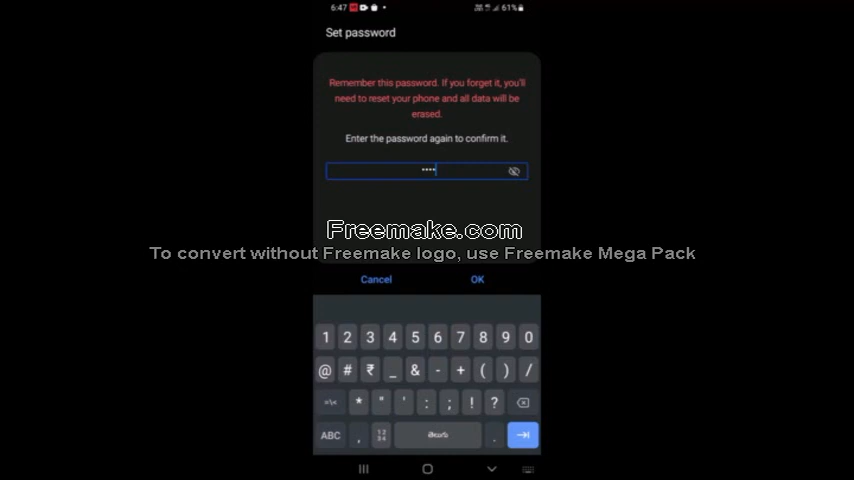 6:47 61%
Set password
Remember this password. If you forget it, you'll
need to reset your phone and all data will be
erased.
Enter the password again to confirm it.
••••
Freemake.com
To convert without Freemake logo, use Freemake Mega Pack
Cancel OK
1 2 3 4 5 6 7 8 9 0
@ # ₹ _ & - + ( ) /
=\< * " ' : ; ! ?
ABC , 12 34 తెలుగు .